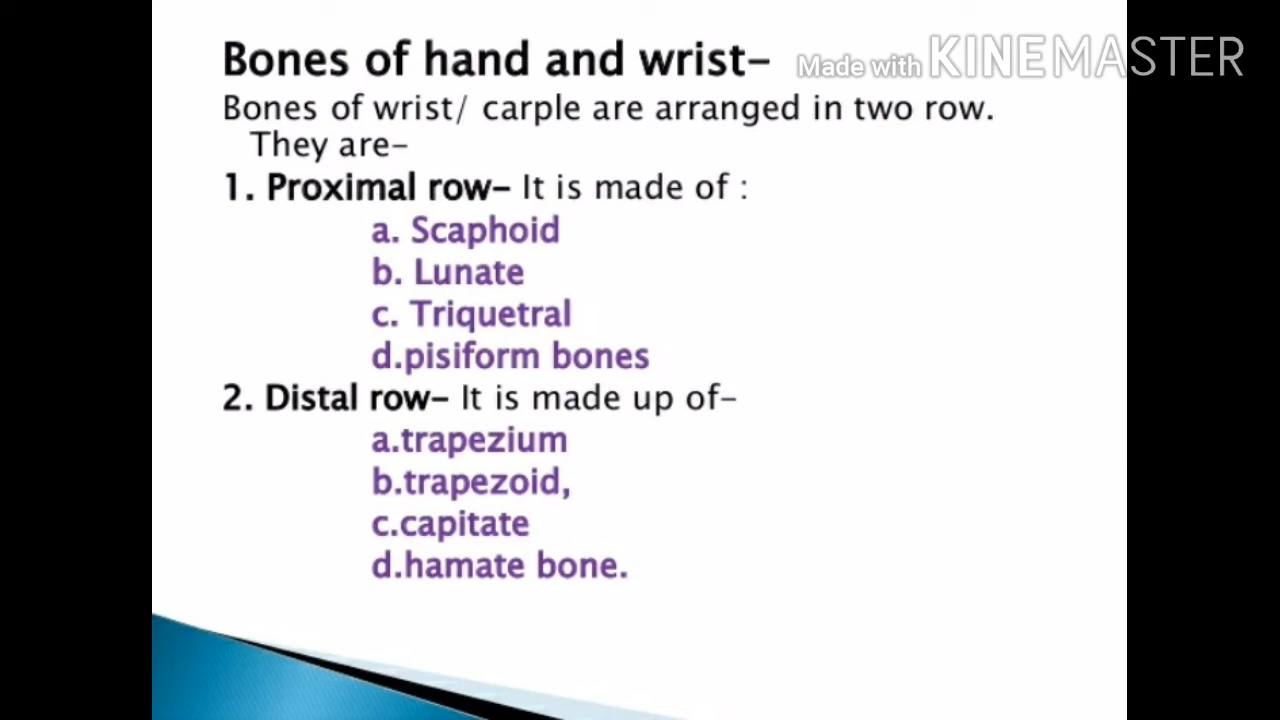 Bones of hand and wrist-
Made with KINEMASTER
Bones of wrist/ carple are arranged in two row.
They are-
1. Proximal row- It is made of :
a. Scaphoid
b. Lunate
c. Triquetral
d.pisiform bones
2. Distal row- It is made up of-
a.trapezium
b.trapezoid,
c.capitate
d.hamate bone.